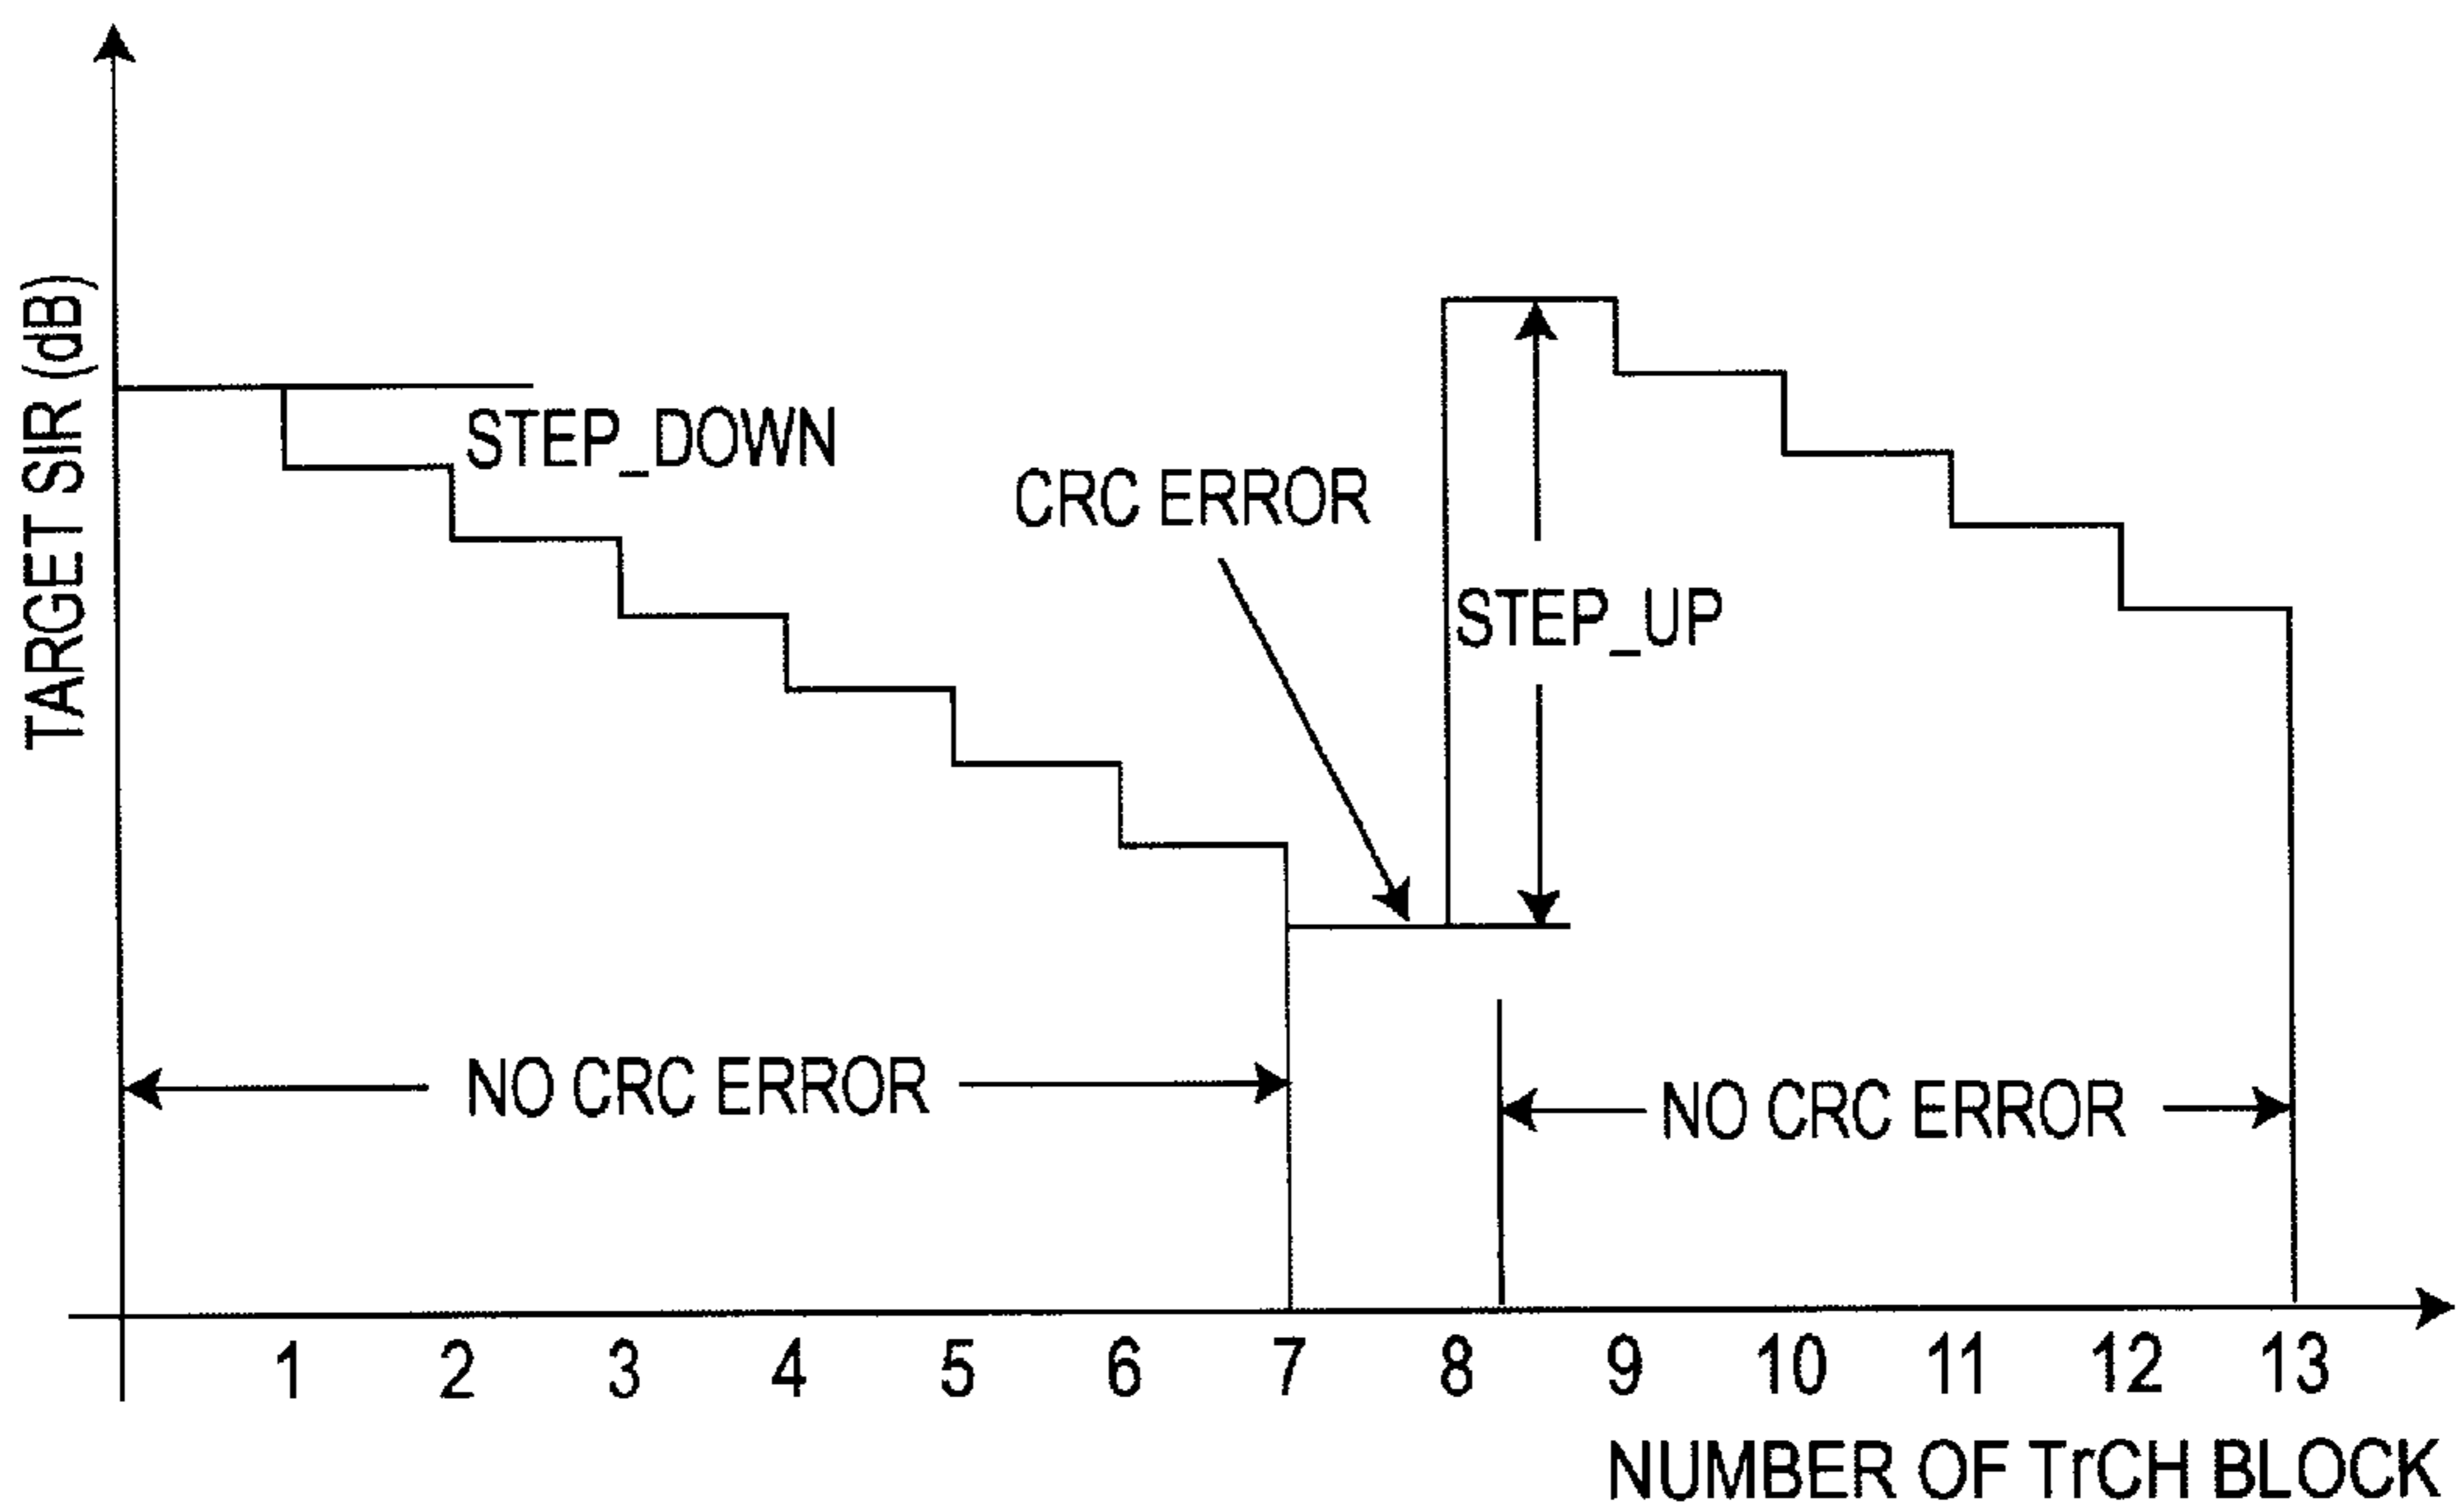 TARGET SIR (dB)
STEP_DOWN
CRC ERROR
STEP_UP
NO CRC ERROR
NO CRC ERROR
1 2 3 4 5 6 7 8 9 10 11 12 13
NUMBER OF TrCH BLOCK